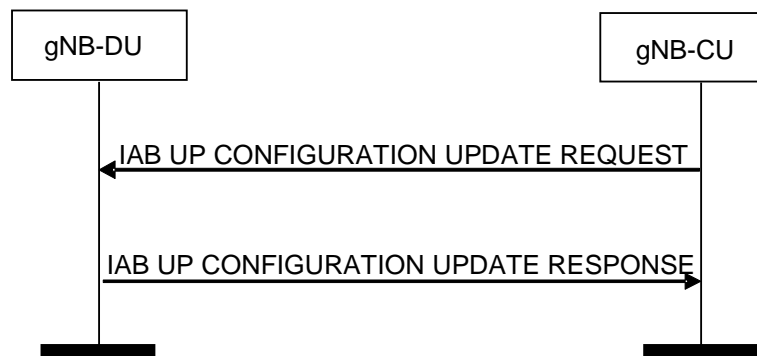 gNB-DU
gNB-CU
IAB UP CONFIGURATION UPDATE REQUEST
IAB UP CONFIGURATION UPDATE RESPONSE